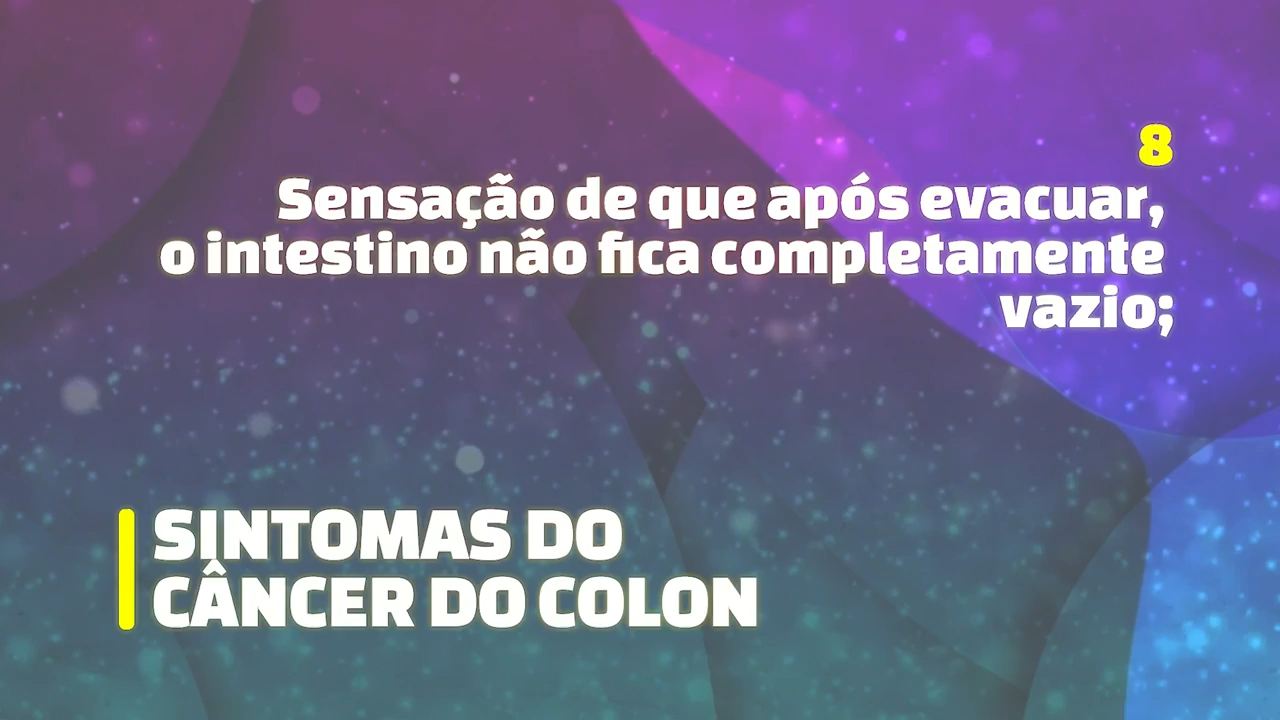 8
Sensação de que após evacuar,
o intestino não fica completamente
vazio;
SINTOMAS DO
CÂNCER DO COLON